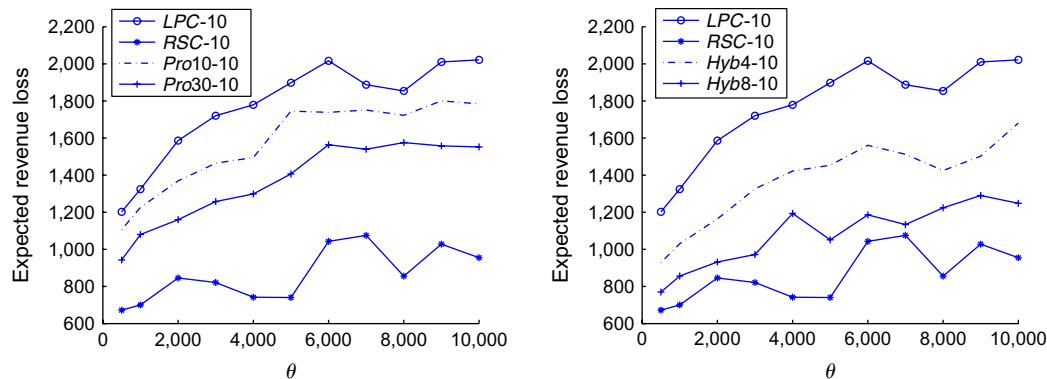 2,200
2,000
1,800
1,600
1,400
1,200
1,000
800
600
Expected revenue loss
LPC-10
RSC-10
Pro10-10
Pro30-10
0 2,000 4,000 6,000 8,000 10,000
θ
2,200
2,000
1,800
1,600
1,400
1,200
1,000
800
600
Expected revenue loss
LPC-10
RSC-10
Hyb4-10
Hyb8-10
0 2,000 4,000 6,000 8,000 10,000
θ